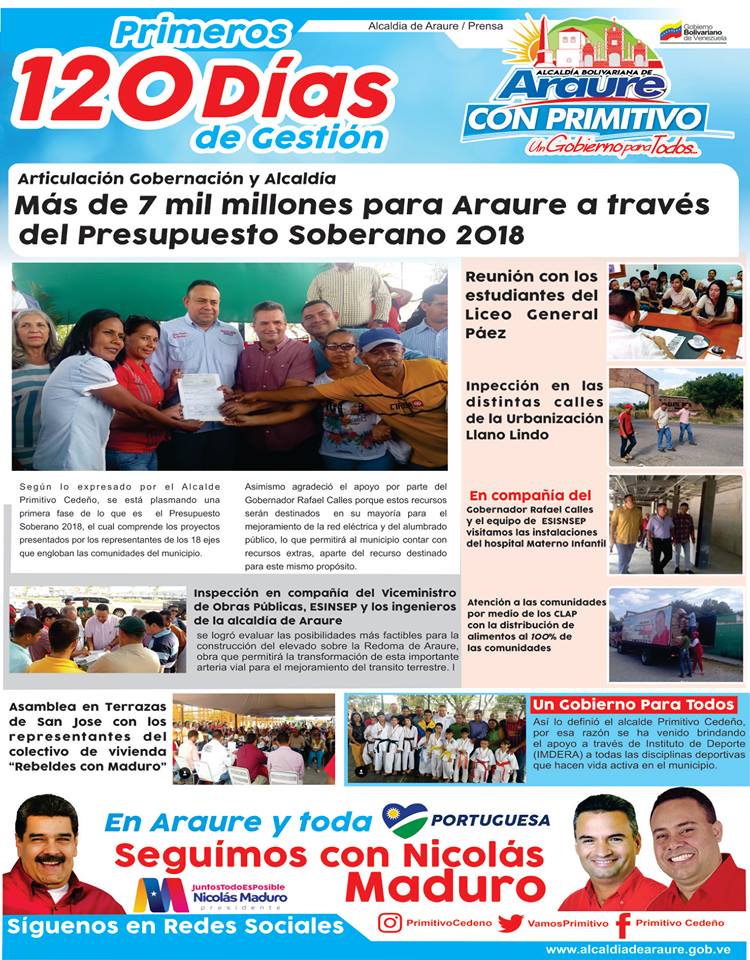 Primeros
120 Días
de Gestión
Alcaldia de Araure / Prensa
Gobierno
Bolivariano
de Venezuela
ALCALDÍA BOLIVARIANA DE
Araure
CON PRIMITIVO
Un Gobierno para Todos...
Articulación Gobernación y Alcaldía
Más de 7 mil millones para Araure a través
del Presupuesto Soberano 2018
Según lo expresado por el Alcalde
Primitivo Cedeño, se está plasmando una
primera fase de lo que es el Presupuesto
Soberano 2018, el cual comprende los proyectos
presentados por los representantes de los 18 ejes
que engloban las comunidades del municipio.
Asimismo agradeció el apoyo por parte del
Gobernador Rafael Calles porque estos recursos
serán destinados en su mayoría para el
mejoramiento de la red eléctrica y del alumbrado
público, lo que permitirá al municipio contar con
recursos extras, aparte del recurso destinado
para este mismo propósito.
Reunión con los
estudiantes del
Liceo General
Páez
Inpección en las
distintas calles
de la Urbanización
Llano Lindo
En compañía del
Gobernador Rafael Calles
y el equipo de ESISNSEP
visitamos las instalaciones
del hospital Materno Infantil
Atención a las comunidades
por medio de los CLAP
con la distribución de
alimentos al 100% de
las comunidades
Inspección en compañía del Viceministro
de Obras Públicas, ESINSEP y los ingenieros
de la alcaldía de Araure
se logró evaluar las posibilidades más factibles para la
construcción del elevado sobre la Redoma de Araure,
obra que permitirá la transformación de esta importante
arteria vial para el mejoramiento del transito terrestre. l
Asamblea en Terrazas
de San Jose con los
representantes del
colectivo de vivienda
“Rebeldes con Maduro”
Un Gobierno Para Todos
Así lo definió el alcalde Primitivo Cedeño,
por esa razón se ha venido brindando
el apoyo a través de Instituto de Deporte
(IMDERA) a todas las disciplinas deportivas
que hacen vida activa en el municipio.
En Araure y toda PORTUGUESA
Seguímos con Nicolás
Maduro
JuntosTodoEsPosible
Nicolás Maduro
presidente
Síguenos en Redes Sociales
PrimitivoCedeno
VamosPrimitivo
Primitivo Cedeño
www.alcaldiadearaure.gob.ve